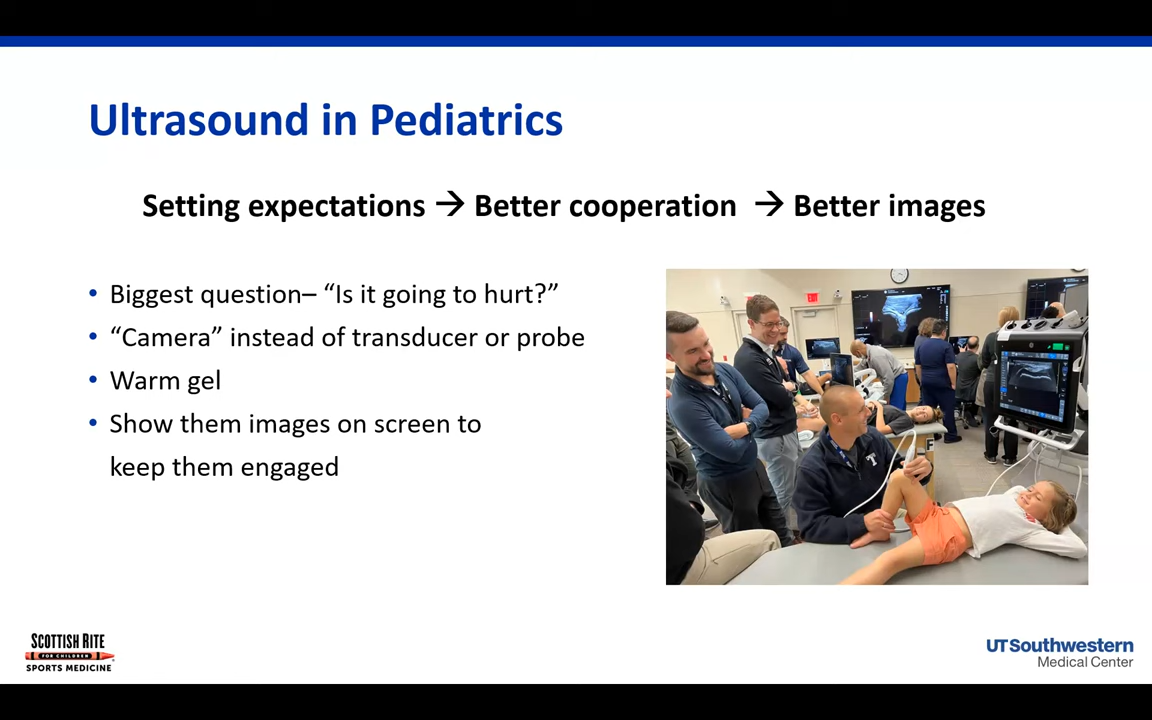 Ultrasound in Pediatrics
Setting expectations → Better cooperation → Better images
• Biggest question– “Is it going to hurt?”
• “Camera” instead of transducer or probe
• Warm gel
• Show them images on screen to
keep them engaged
SCOTTISH RITE
FOR CHILDREN
SPORTS MEDICINE
UTSouthwestern
Medical Center